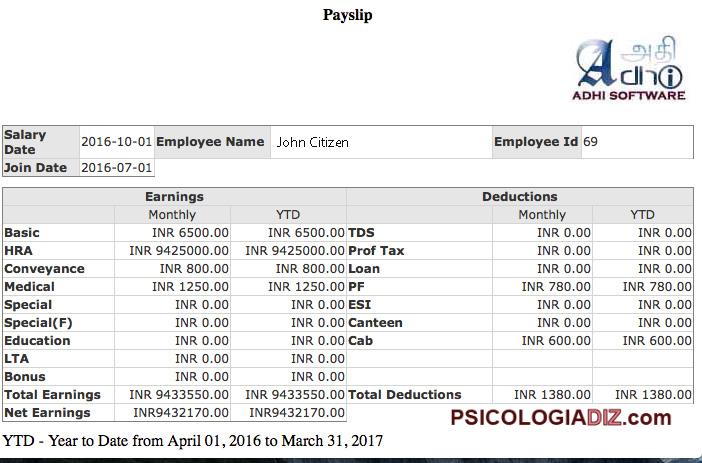 Payslip
அதி
Adhi
ADHI SOFTWARE
Salary Date 2016-10-01 Employee Name John Citizen Employee Id 69
Join Date 2016-07-01
Earnings Deductions
Monthly YTD Monthly YTD
Basic INR 6500.00 INR 6500.00 TDS INR 0.00 INR 0.00
HRA INR 9425000.00 INR 9425000.00 Prof Tax INR 0.00 INR 0.00
Conveyance INR 800.00 INR 800.00 Loan INR 0.00 INR 0.00
Medical INR 1250.00 INR 1250.00 PF INR 780.00 INR 780.00
Special INR 0.00 INR 0.00 ESI INR 0.00 INR 0.00
Special(F) INR 0.00 INR 0.00 Canteen INR 0.00 INR 0.00
Education INR 0.00 INR 0.00 Cab INR 600.00 INR 600.00
LTA INR 0.00 INR 0.00
Bonus INR 0.00 INR 0.00
Total Earnings INR 9433550.00 INR 9433550.00 Total Deductions INR 1380.00 INR 1380.00
Net Earnings INR9432170.00 INR9432170.00
PSICOLOGIADIZ.com
YTD - Year to Date from April 01, 2016 to March 31, 2017